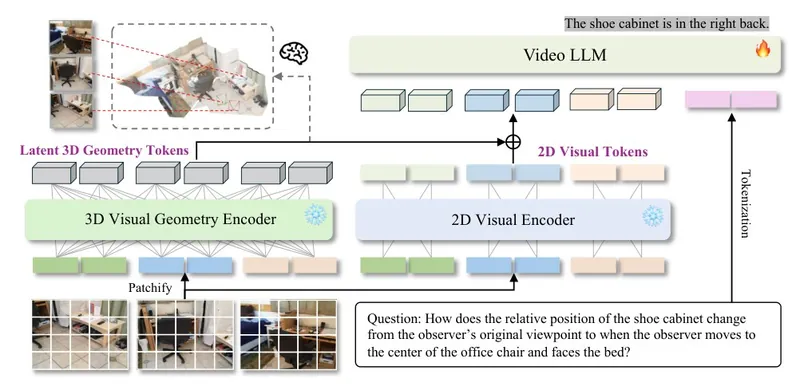 The shoe cabinet is in the right back.
Video LLM
Latent 3D Geometry Tokens
2D Visual Tokens
3D Visual Geometry Encoder
2D Visual Encoder
Tokenization
Patchify
Question: How does the relative position of the shoe cabinet change
from the observer's original viewpoint to when the observer moves to
the center of the office chair and faces the bed?